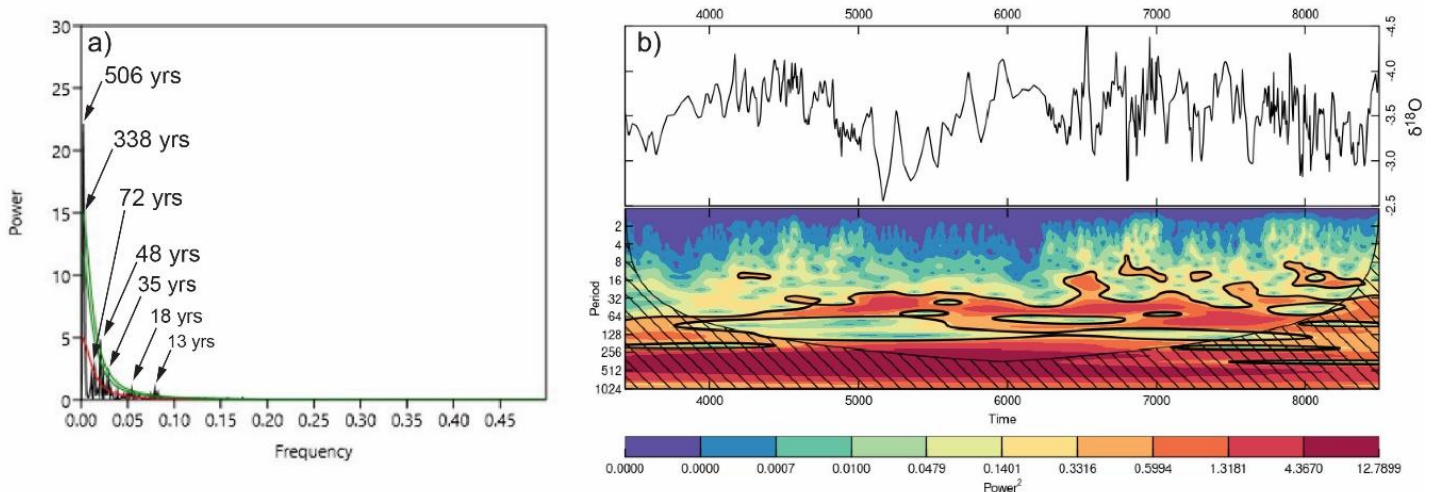 a)
30
25
20
15
10
5
0
Power
506 yrs
338 yrs
72 yrs
48 yrs
35 yrs
18 yrs
13 yrs
0.00 0.05 0.10 0.15 0.20 0.25 0.30 0.35 0.40 0.45
Frequency
b)
4000 5000 6000 7000 8000
-4.5
-4.0
-3.5
-3.0
-2.5
δ¹⁸O
2
4
8
16
32
64
128
256
512
1024
Period
4000 5000 6000 7000 8000
Time
0.0000 0.0000 0.0007 0.0100 0.0479 0.1401 0.3316 0.5994 1.3181 4.3670 12.7899
Power²